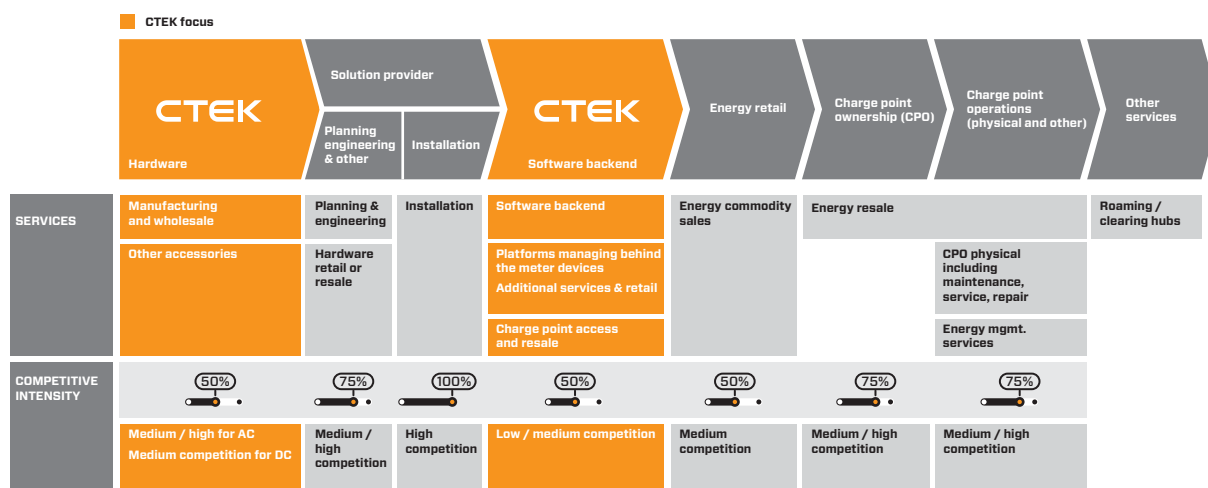 CTEK focus
CTEK
Hardware
Solution provider
Planning
engineering
& other
Installation
CTEK
Software backend
Energy retail
Charge point
ownership (CPO)
Charge point
operations
(physical and other)
Other
services
SERVICES
Manufacturing
and wholesale
Other accessories
Planning &
engineering
Hardware
retail or
resale
Installation
Software backend
Platforms managing behind
the meter devices
Additional services & retail
Charge point access
and resale
Energy commodity
sales
Energy resale
CPO physical
including
maintenance,
service, repair
Energy mgmt.
services
Roaming /
clearing hubs
COMPETITIVE
INTENSITY
50%
75%
100%
50%
50%
75%
75%
Medium / high for AC
Medium competition for DC
Medium /
high
competition
High
competition
Low / medium competition
Medium
competition
Medium / high
competition
Medium / high
competition